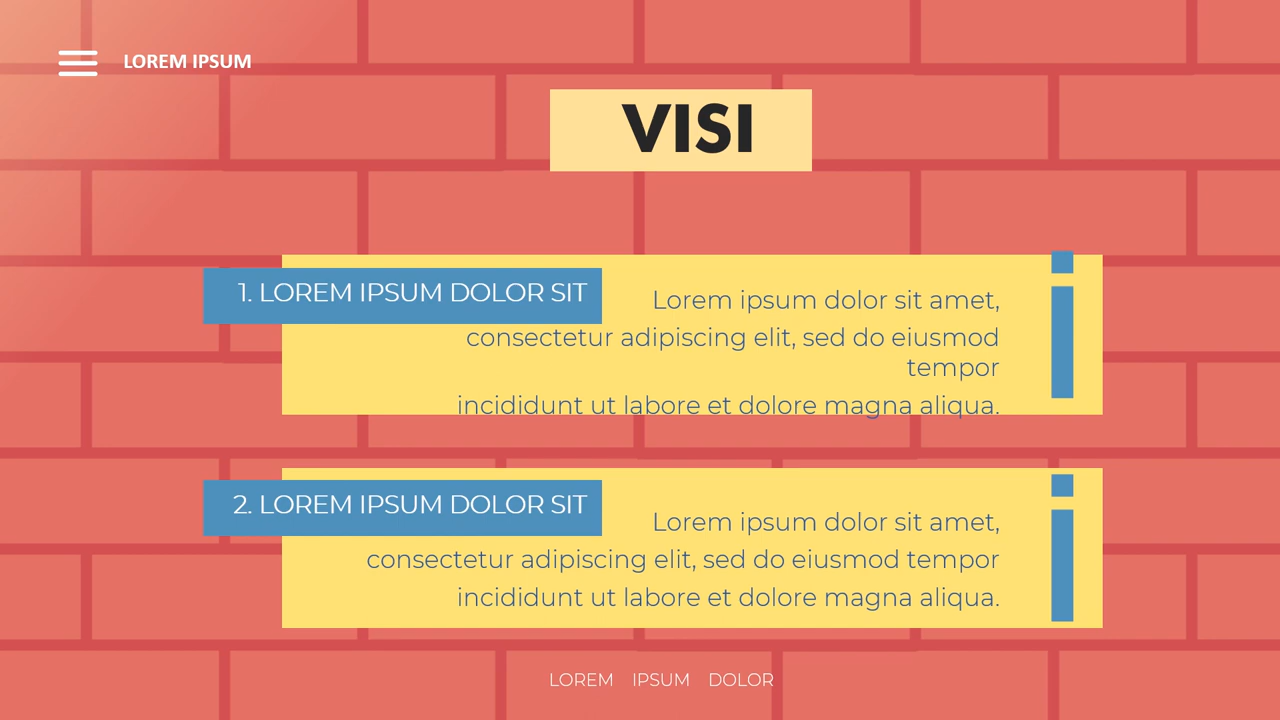 LOREM IPSUM
VISI
1. LOREM IPSUM DOLOR SIT
Lorem ipsum dolor sit amet,
consectetur adipiscing elit, sed do eiusmod
tempor
incididunt ut labore et dolore magna aliqua.
2. LOREM IPSUM DOLOR SIT
Lorem ipsum dolor sit amet,
consectetur adipiscing elit, sed do eiusmod tempor
incididunt ut labore et dolore magna aliqua.
LOREM IPSUM DOLOR